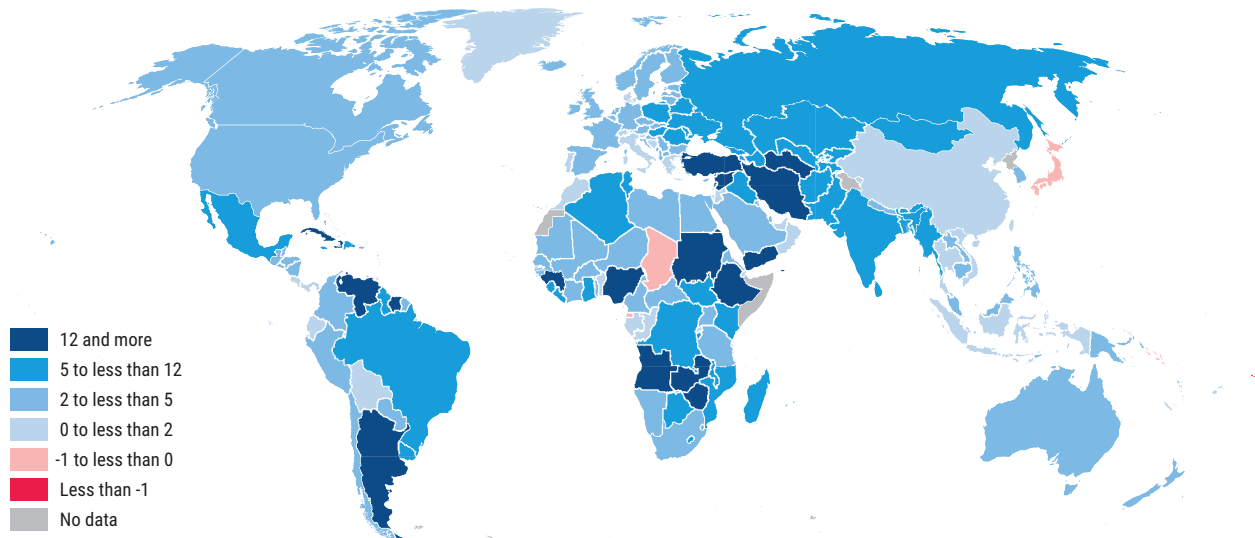 12 and more
5 to less than 12
2 to less than 5
0 to less than 2
-1 to less than 0
Less than -1
No data